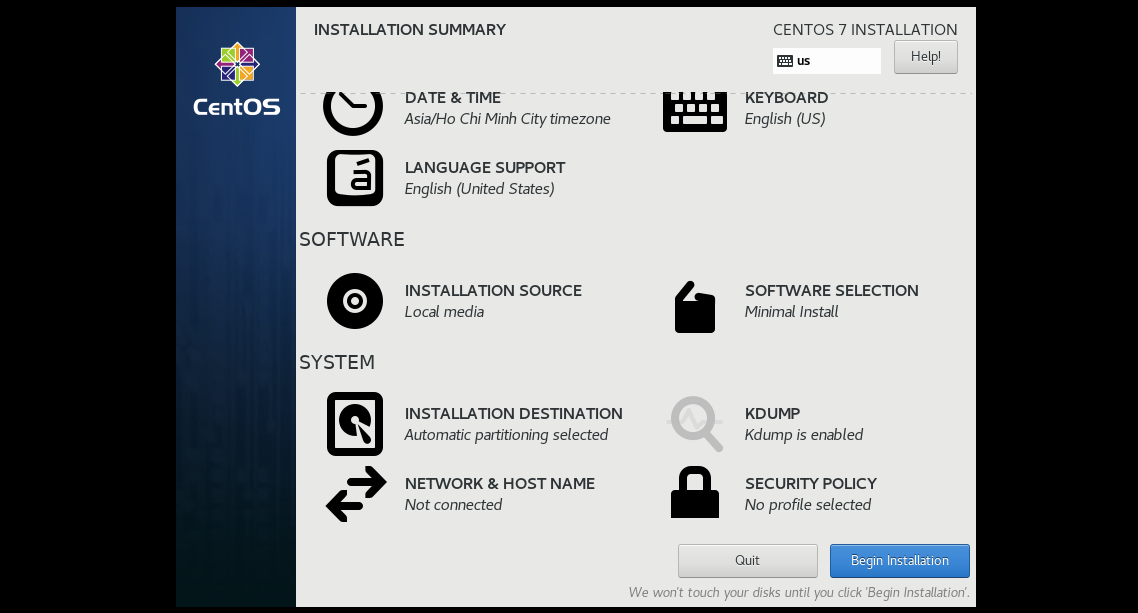 CentOS
INSTALLATION SUMMARY
CENTOS 7 INSTALLATION
us
Help!
DATE & TIME
Asia/Ho Chi Minh City timezone
KEYBOARD
English (US)
á
LANGUAGE SUPPORT
English (United States)
SOFTWARE
INSTALLATION SOURCE
Local media
SOFTWARE SELECTION
Minimal Install
SYSTEM
INSTALLATION DESTINATION
Automatic partitioning selected
KDUMP
Kdump is enabled
NETWORK & HOST NAME
Not connected
SECURITY POLICY
No profile selected
Quit
Begin Installation
We won't touch your disks until you click 'Begin Installation'.